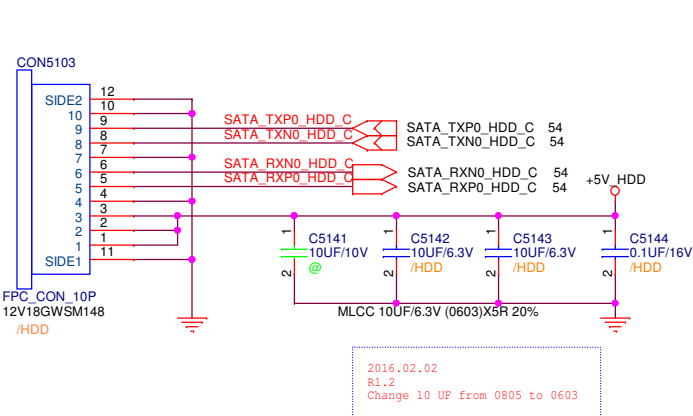 CON5103
SIDE2
12
10
10
9
9
8
8
7
7
6
6
5
5
4
4
3
3
2
2
1
1
SIDE1
11
FPC_CON_10P
12V18GWSM148
/HDD
SATA_TXP0_HDD_C
SATA_TXN0_HDD_C
SATA_RXN0_HDD_C
SATA_RXP0_HDD_C
SATA_TXP0_HDD_C 54
SATA_TXN0_HDD_C 54
SATA_RXN0_HDD_C 54
SATA_RXP0_HDD_C 54
+5V_HDD
1
C5141
10UF/10V
@
2
1
C5142
10UF/6.3V
/HDD
2
1
C5143
10UF/6.3V
/HDD
2
1
C5144
0.1UF/16V
/HDD
2
MLCC 10UF/6.3V (0603)X5R 20%
2016.02.02
R1.2
Change 10 UF from 0805 to 0603